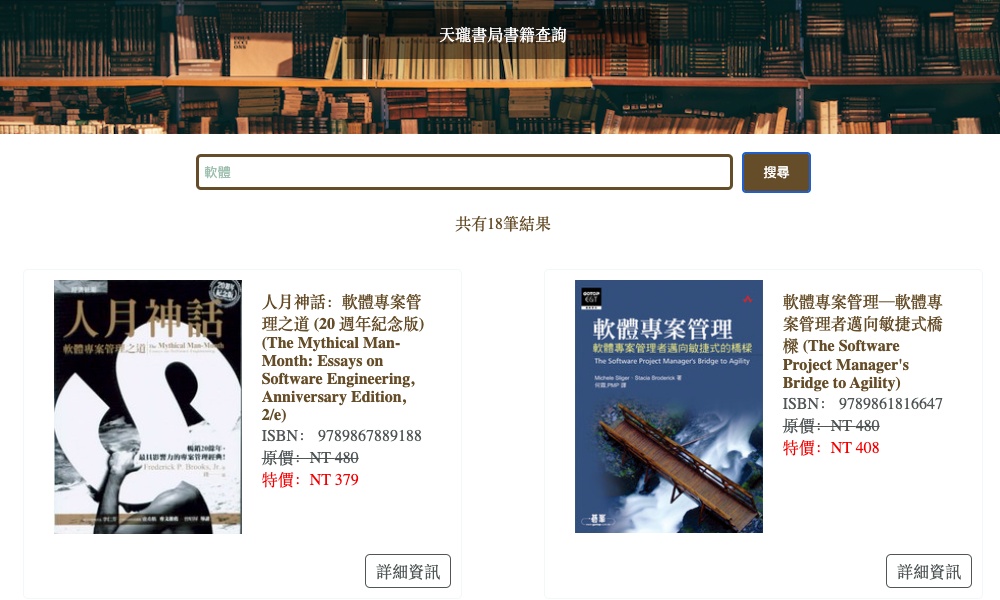 天瓏書局書籍查詢
軟體
搜尋
共有18筆結果
20週年
紀念版
人月神話
軟體專案管理之道
The Mythical Man-Month
暢銷20餘年,
最具影響力的專案管理經典!
Frederick P. Brooks, Jr.
人月神話：軟體專案管
理之道 (20 週年紀念版)
(The Mythical Man-
Month: Essays on
Software Engineering,
Anniversary Edition,
2/e)
ISBN： 9789867889188
原價：NT 480
特價：NT 379
詳細資訊
GOTOP
EST
軟體專案管理
軟體專案管理者邁向敏捷式的橋樑
The Software Project Manager's Bridge to Agility
Michele Sliger · Stacia Broderick 著
何霖,PMP 譯
碁峯
軟體專案管理—軟體專
案管理者邁向敏捷式橋
樑 (The Software
Project Manager's
Bridge to Agility)
ISBN： 9789861816647
原價：NT 480
特價：NT 408
詳細資訊